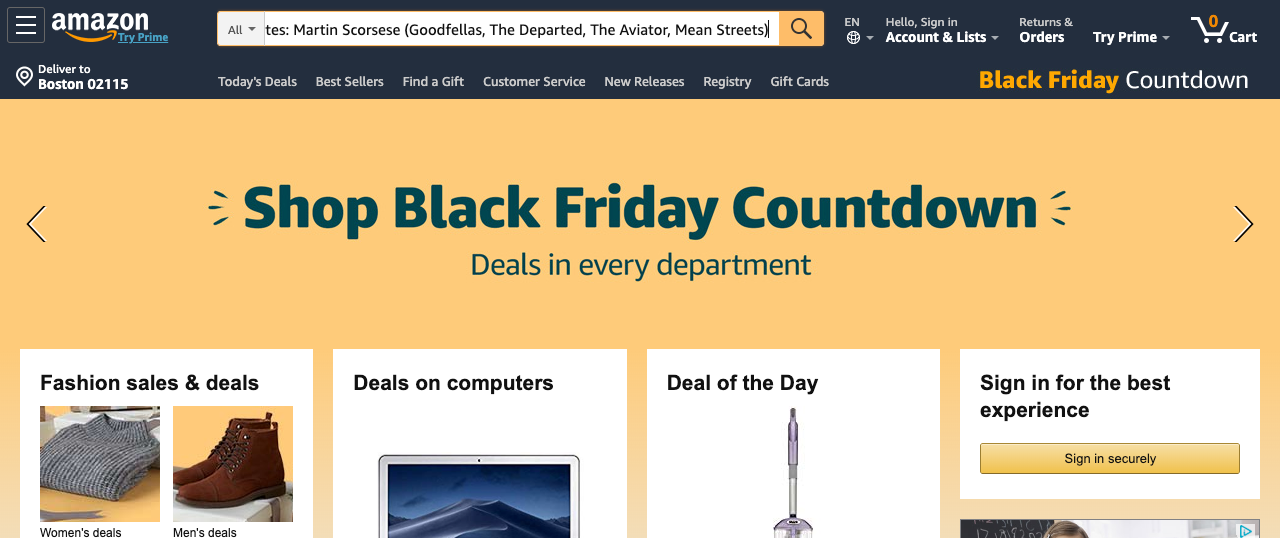 amazon
Try Prime
All
tes: Martin Scorsese (Goodfellas, The Departed, The Aviator, Mean Streets)
EN
Hello, Sign in
Account & Lists
Returns &
Orders
Try Prime
0
Cart
Deliver to
Boston 02115
Today's Deals
Best Sellers
Find a Gift
Customer Service
New Releases
Registry
Gift Cards
Black Friday Countdown
Shop Black Friday Countdown
Deals in every department
Fashion sales & deals
Women's deals
Men's deals
Deals on computers
Deal of the Day
Sign in for the best
experience
Sign in securely